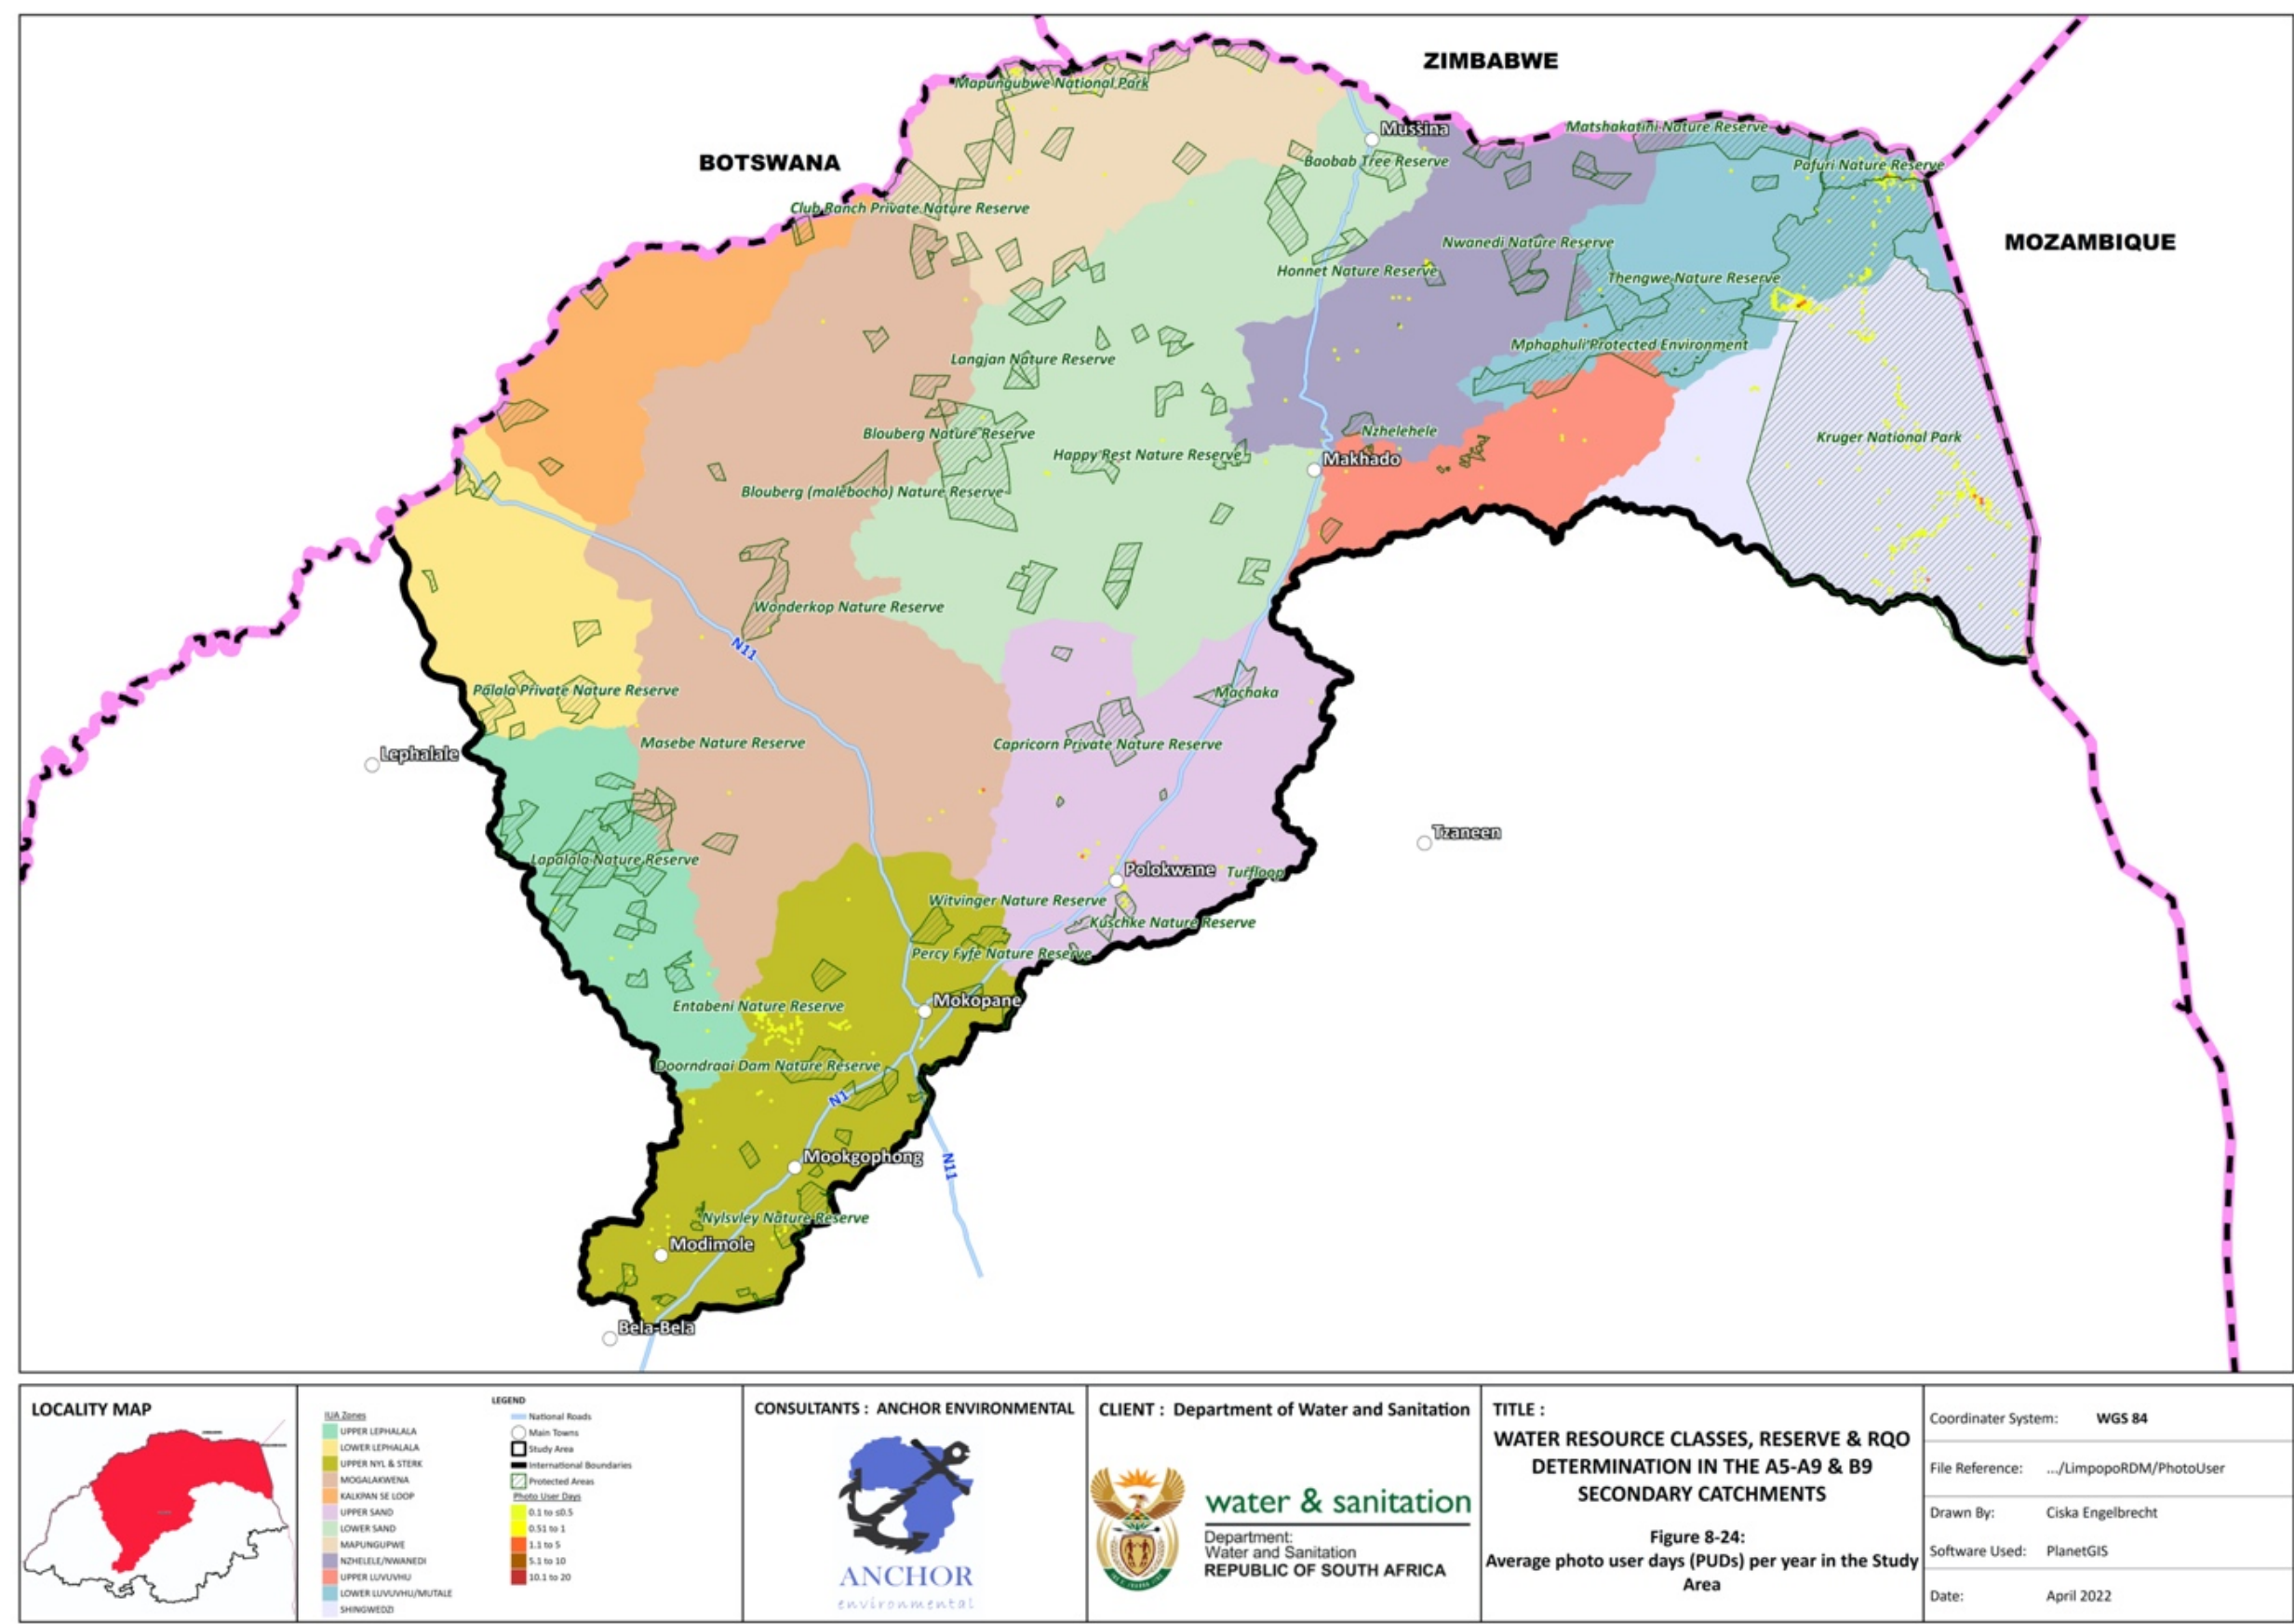 ZIMBABWE
BOTSWANA
MOZAMBIQUE
Mapungubwe National Park
Mussina
Matshakatini Nature Reserve
Baobab Tree Reserve
Pafuri Nature Reserve
Club Ranch Private Nature Reserve
Nwanedi Nature Reserve
Honnet Nature Reserve
Thengwe Nature Reserve
Langjan Nature Reserve
Mphaphuli Protected Environment
Blouberg Nature Reserve
Nzhelehele
Kruger National Park
Happy Rest Nature Reserve
Makhado
Blouberg (malebocho) Nature Reserve
Wonderkop Nature Reserve
N11
Palala Private Nature Reserve
Machaka
Masebe Nature Reserve
Capricorn Private Nature Reserve
Lephalale
Tzaneen
Lapalala Nature Reserve
Polokwane
Turfloop
Witvinger Nature Reserve
Kuschke Nature Reserve
Percy Fyfe Nature Reserve
Entabeni Nature Reserve
Mokopane
Doorndraai Dam Nature Reserve
N1
Mookgophong
N11
Nylsvley Nature Reserve
Modimole
Bela-Bela
LOCALITY MAP
LEGEND
IUA Zones
UPPER LEPHALALA
LOWER LEPHALALA
UPPER NYL & STERK
MOGALAKWENA
KALKPAN SE LOOP
UPPER SAND
LOWER SAND
MAPUNGUPWE
NZHELELE/NWANEDI
UPPER LUVUVHU
LOWER LUVUVHU/MUTALE
SHINGWEDZI
National Roads
Main Towns
Study Area
International Boundaries
Protected Areas
Photo User Days
0.1 to ≤0.5
0.51 to 1
1.1 to 5
5.1 to 10
10.1 to 20
CONSULTANTS : ANCHOR ENVIRONMENTAL
ANCHOR
environmental
CLIENT : Department of Water and Sanitation
water & sanitation
Department:
Water and Sanitation
REPUBLIC OF SOUTH AFRICA
TITLE :
WATER RESOURCE CLASSES, RESERVE & RQO
DETERMINATION IN THE A5-A9 & B9
SECONDARY CATCHMENTS
Figure 8-24:
Average photo user days (PUDs) per year in the Study
Area
Coordinater System: WGS 84
File Reference: .../LimpopoRDM/PhotoUser
Drawn By: Ciska Engelbrecht
Software Used: PlanetGIS
Date: April 2022